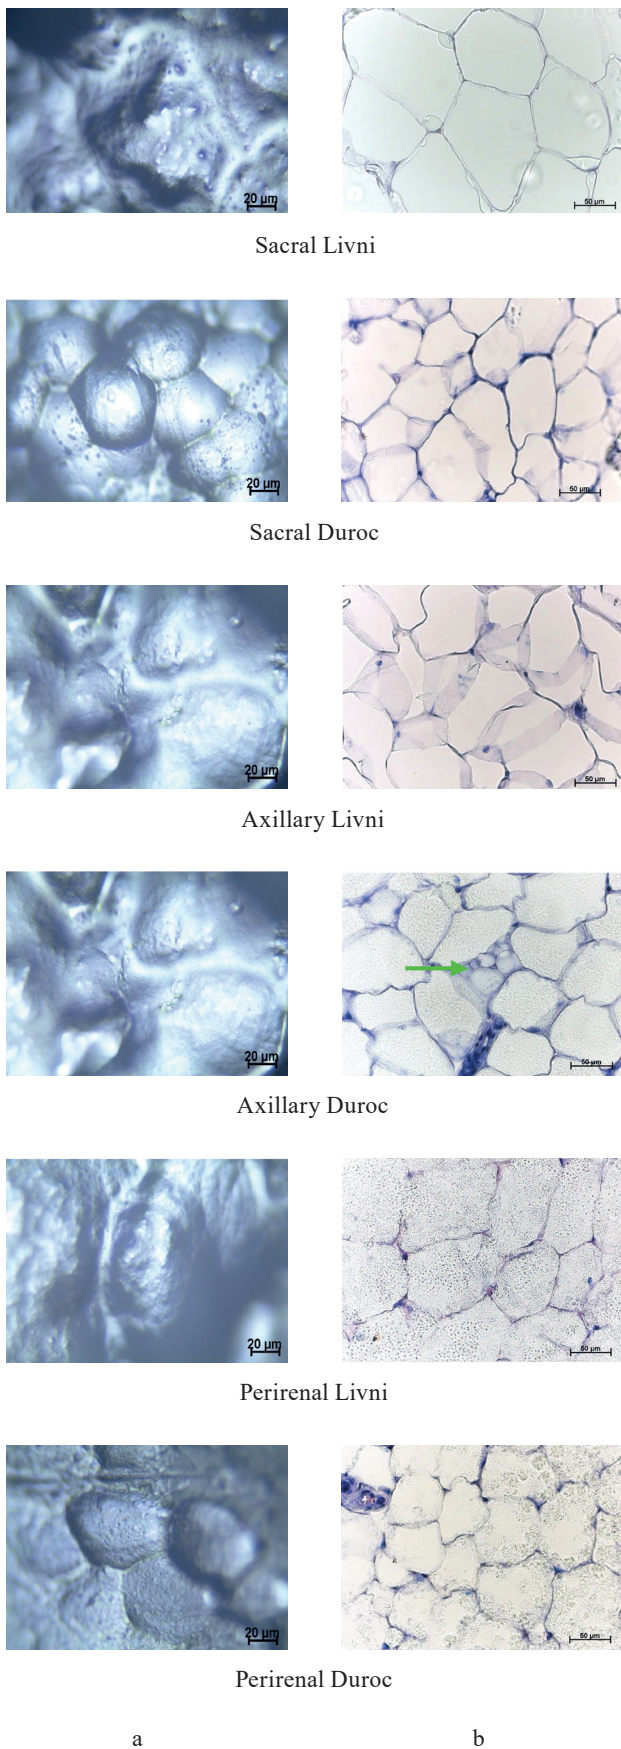 20 µm
50 µm
Sacral Livni
20 µm
50 µm
Sacral Duroc
20 µm
50 µm
Axillary Livni
20 µm
50 µm
Axillary Duroc
20 µm
50 µm
Perirenal Livni
20 µm
50 µm
Perirenal Duroc
a b